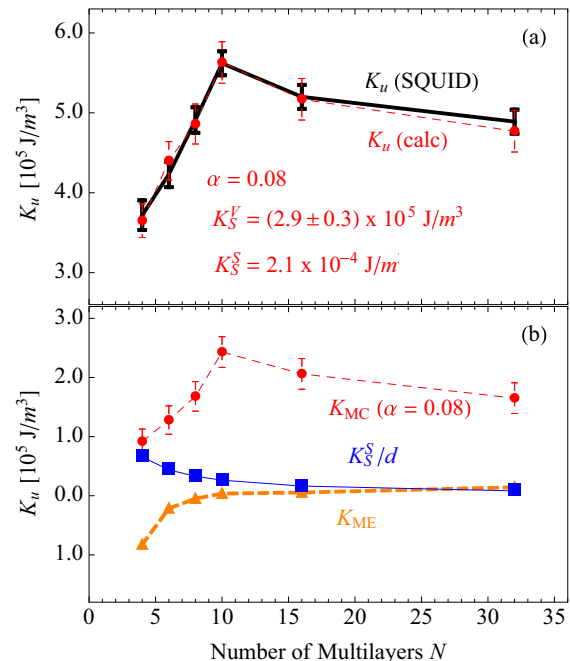 (a)
6.0
5.0
4.0
3.0
K_u [10^5 J/m^3]
K_u (SQUID)
K_u (calc)
α = 0.08
K_S^V = (2.9 ± 0.3) x 10^5 J/m^3
K_S^S = 2.1 x 10^−4 J/m
(b)
3.0
2.0
1.0
0.0
1.0
K_u [10^5 J/m^3]
K_MC (α = 0.08)
K_S^S/d
K_ME
0 5 10 15 20 25 30 35
Number of Multilayers N